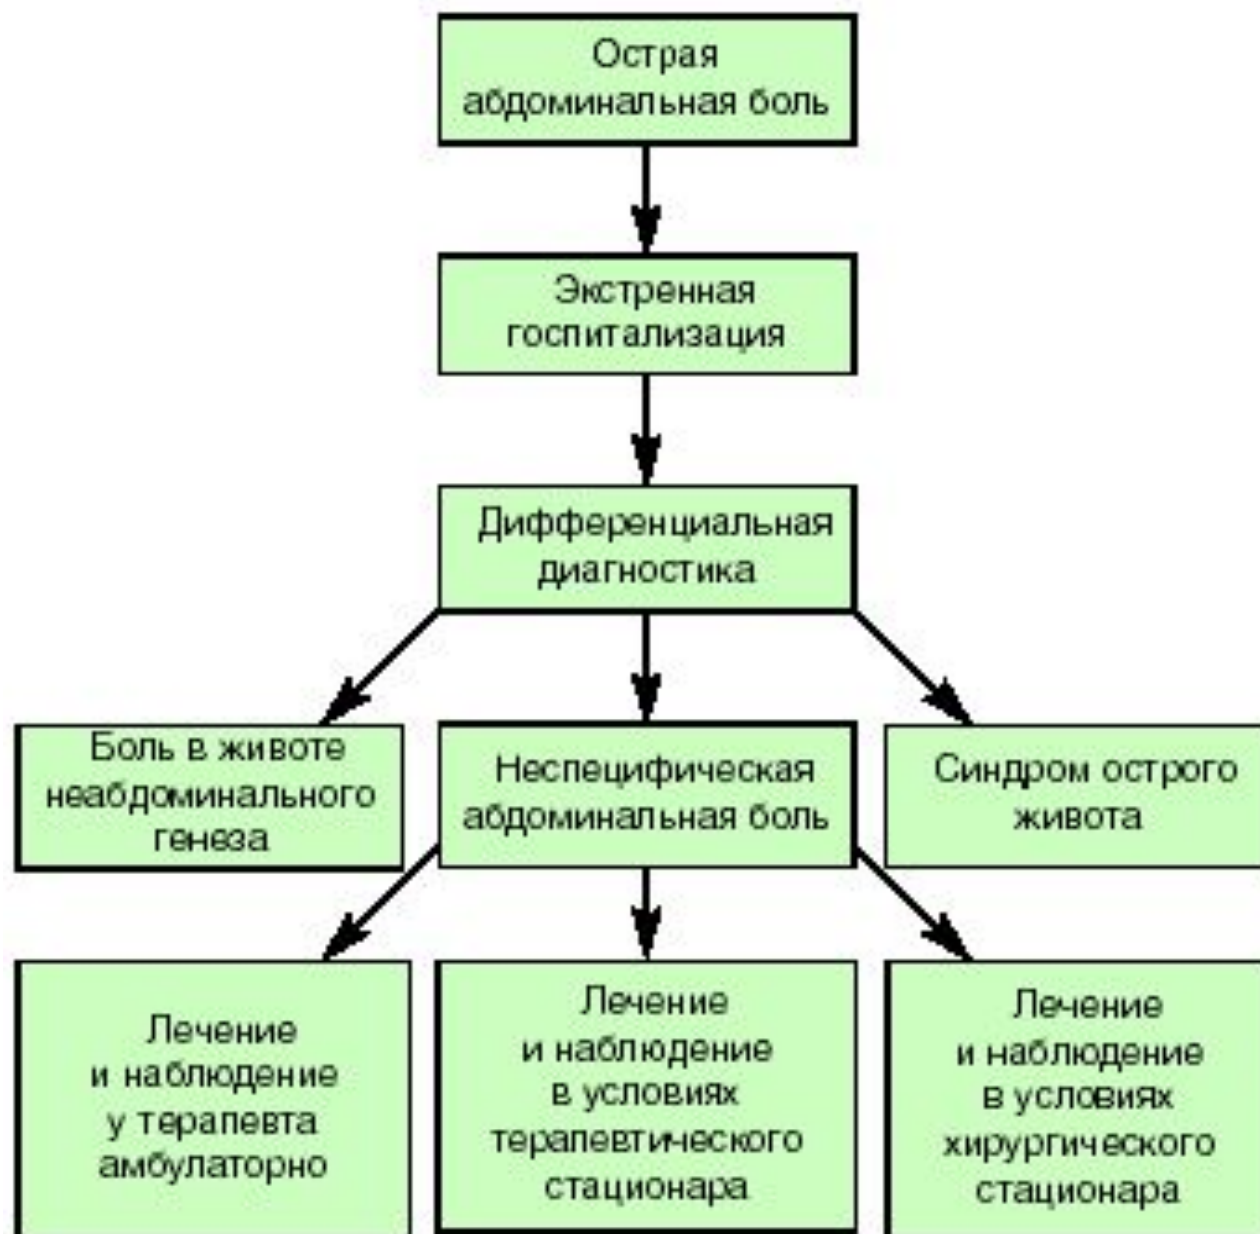 Острая
абдоминальная боль
Экстренная
госпитализация
Дифференциальная
диагностика
Боль в животе
неабдоминального
генеза
Неспецифическая
абдоминальная боль
Синдром острого
живота
Лечение
и наблюдение
у терапевта
амбулаторно
Лечение
и наблюдение
в условиях
терапевтического
стационара
Лечение
и наблюдение
в условиях
хирургического
стационара